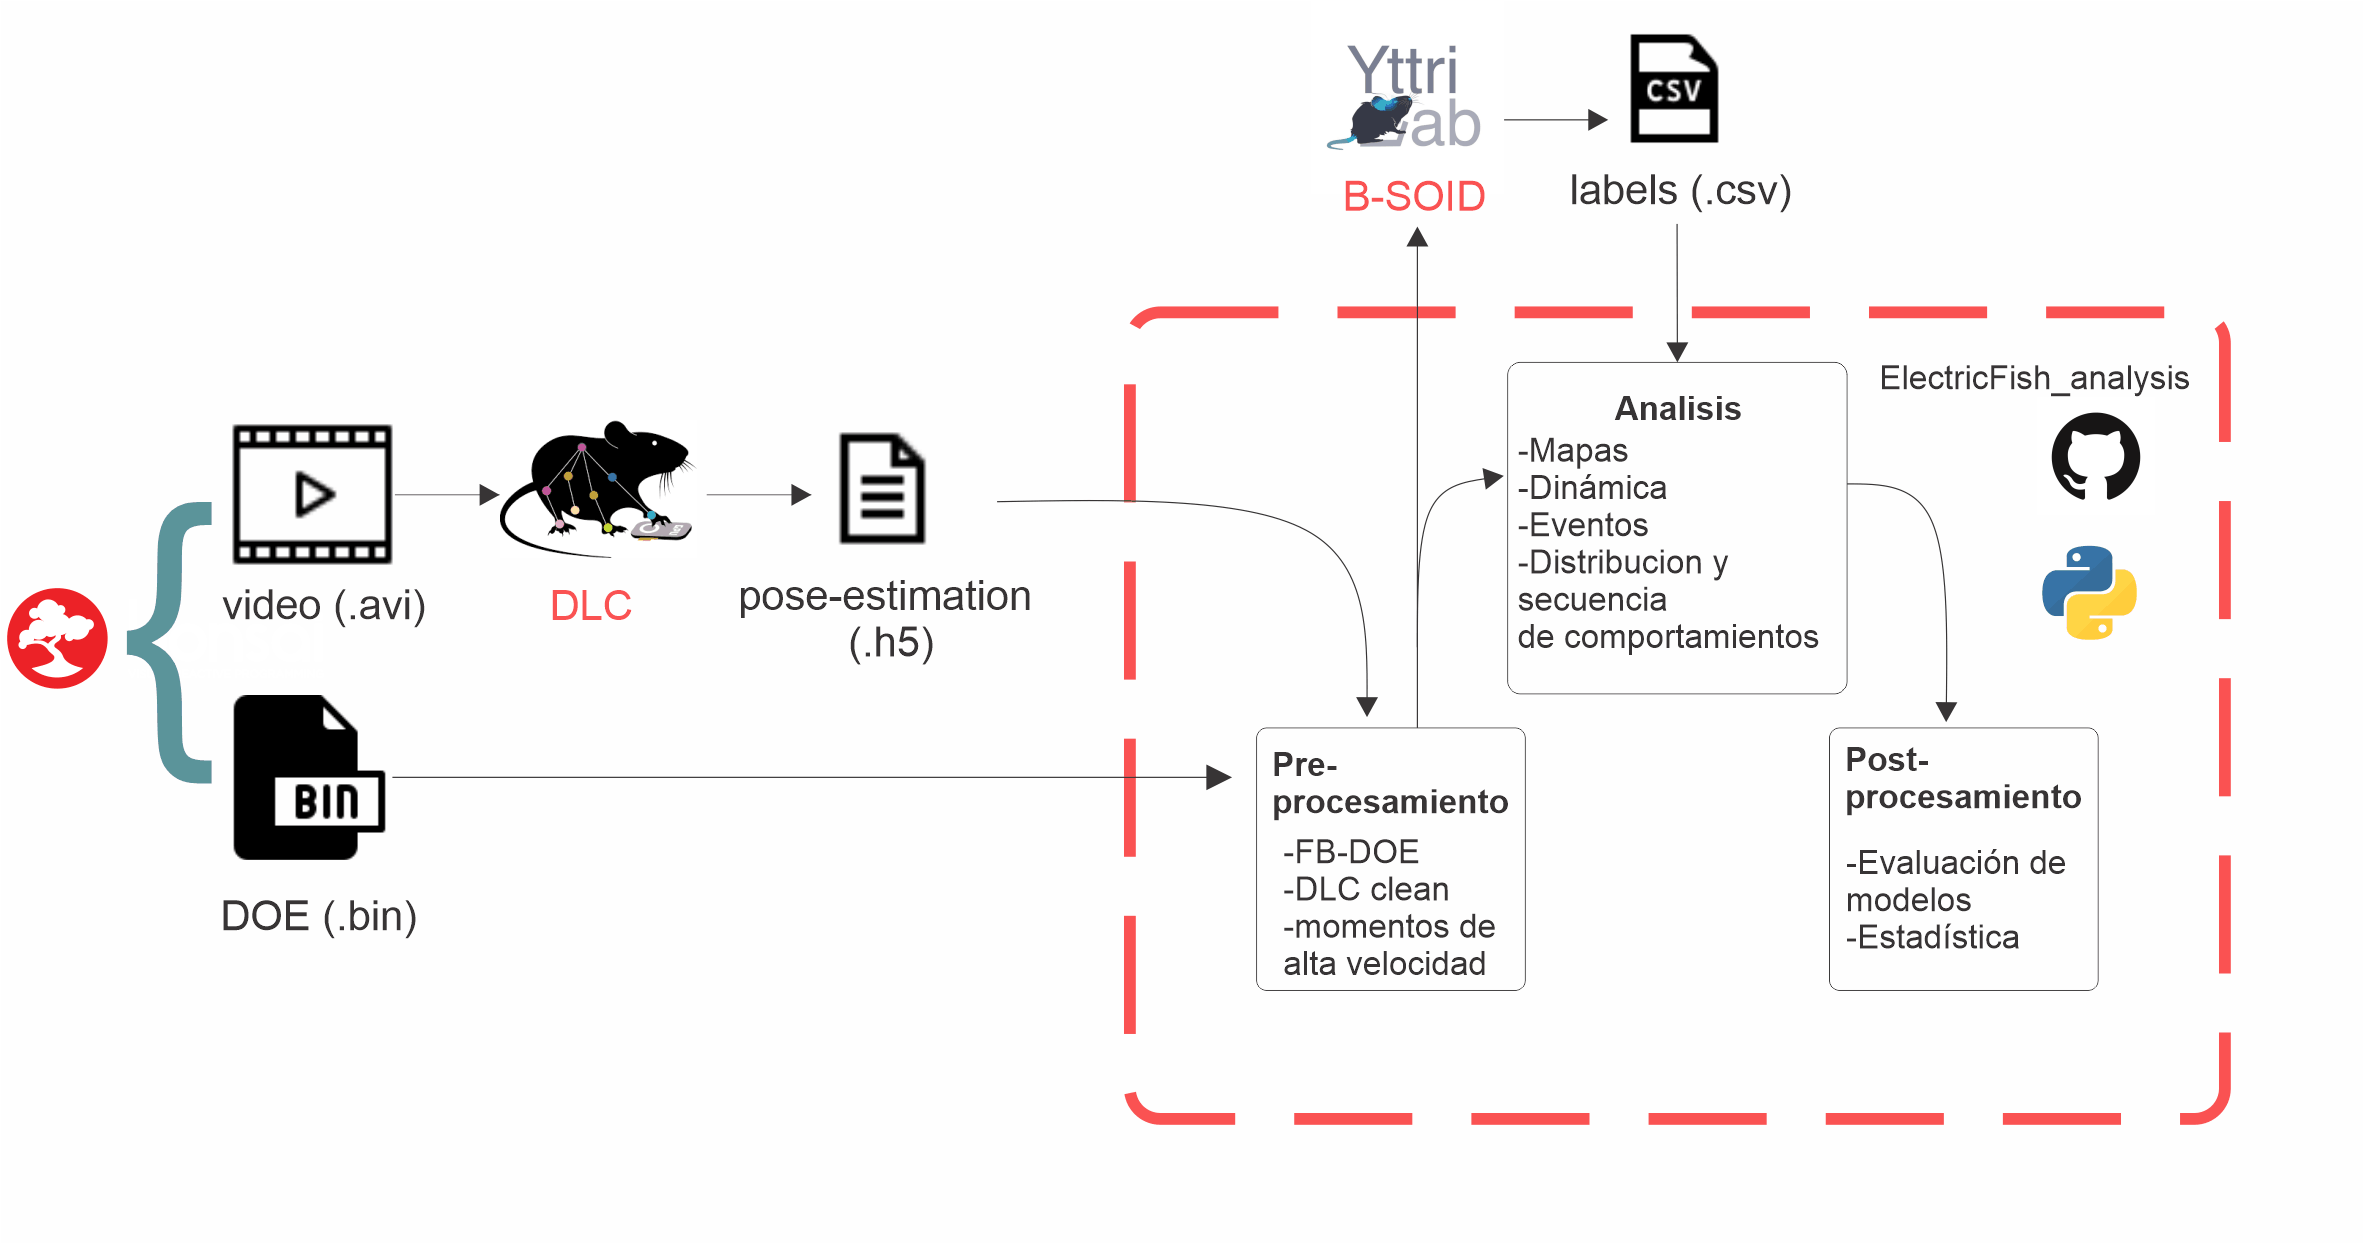 Yttri
Lab
B-SOID
CSV
labels (.csv)
video (.avi)
DLC
pose-estimation
(.h5)
BIN
DOE (.bin)
ElectricFish_analysis
Analisis
-Mapas
-Dinámica
-Eventos
-Distribucion y
secuencia
de comportamientos
Pre-
procesamiento
-FB-DOE
-DLC clean
-momentos de
alta velocidad
Post-
procesamiento
-Evaluación de
modelos
-Estadística